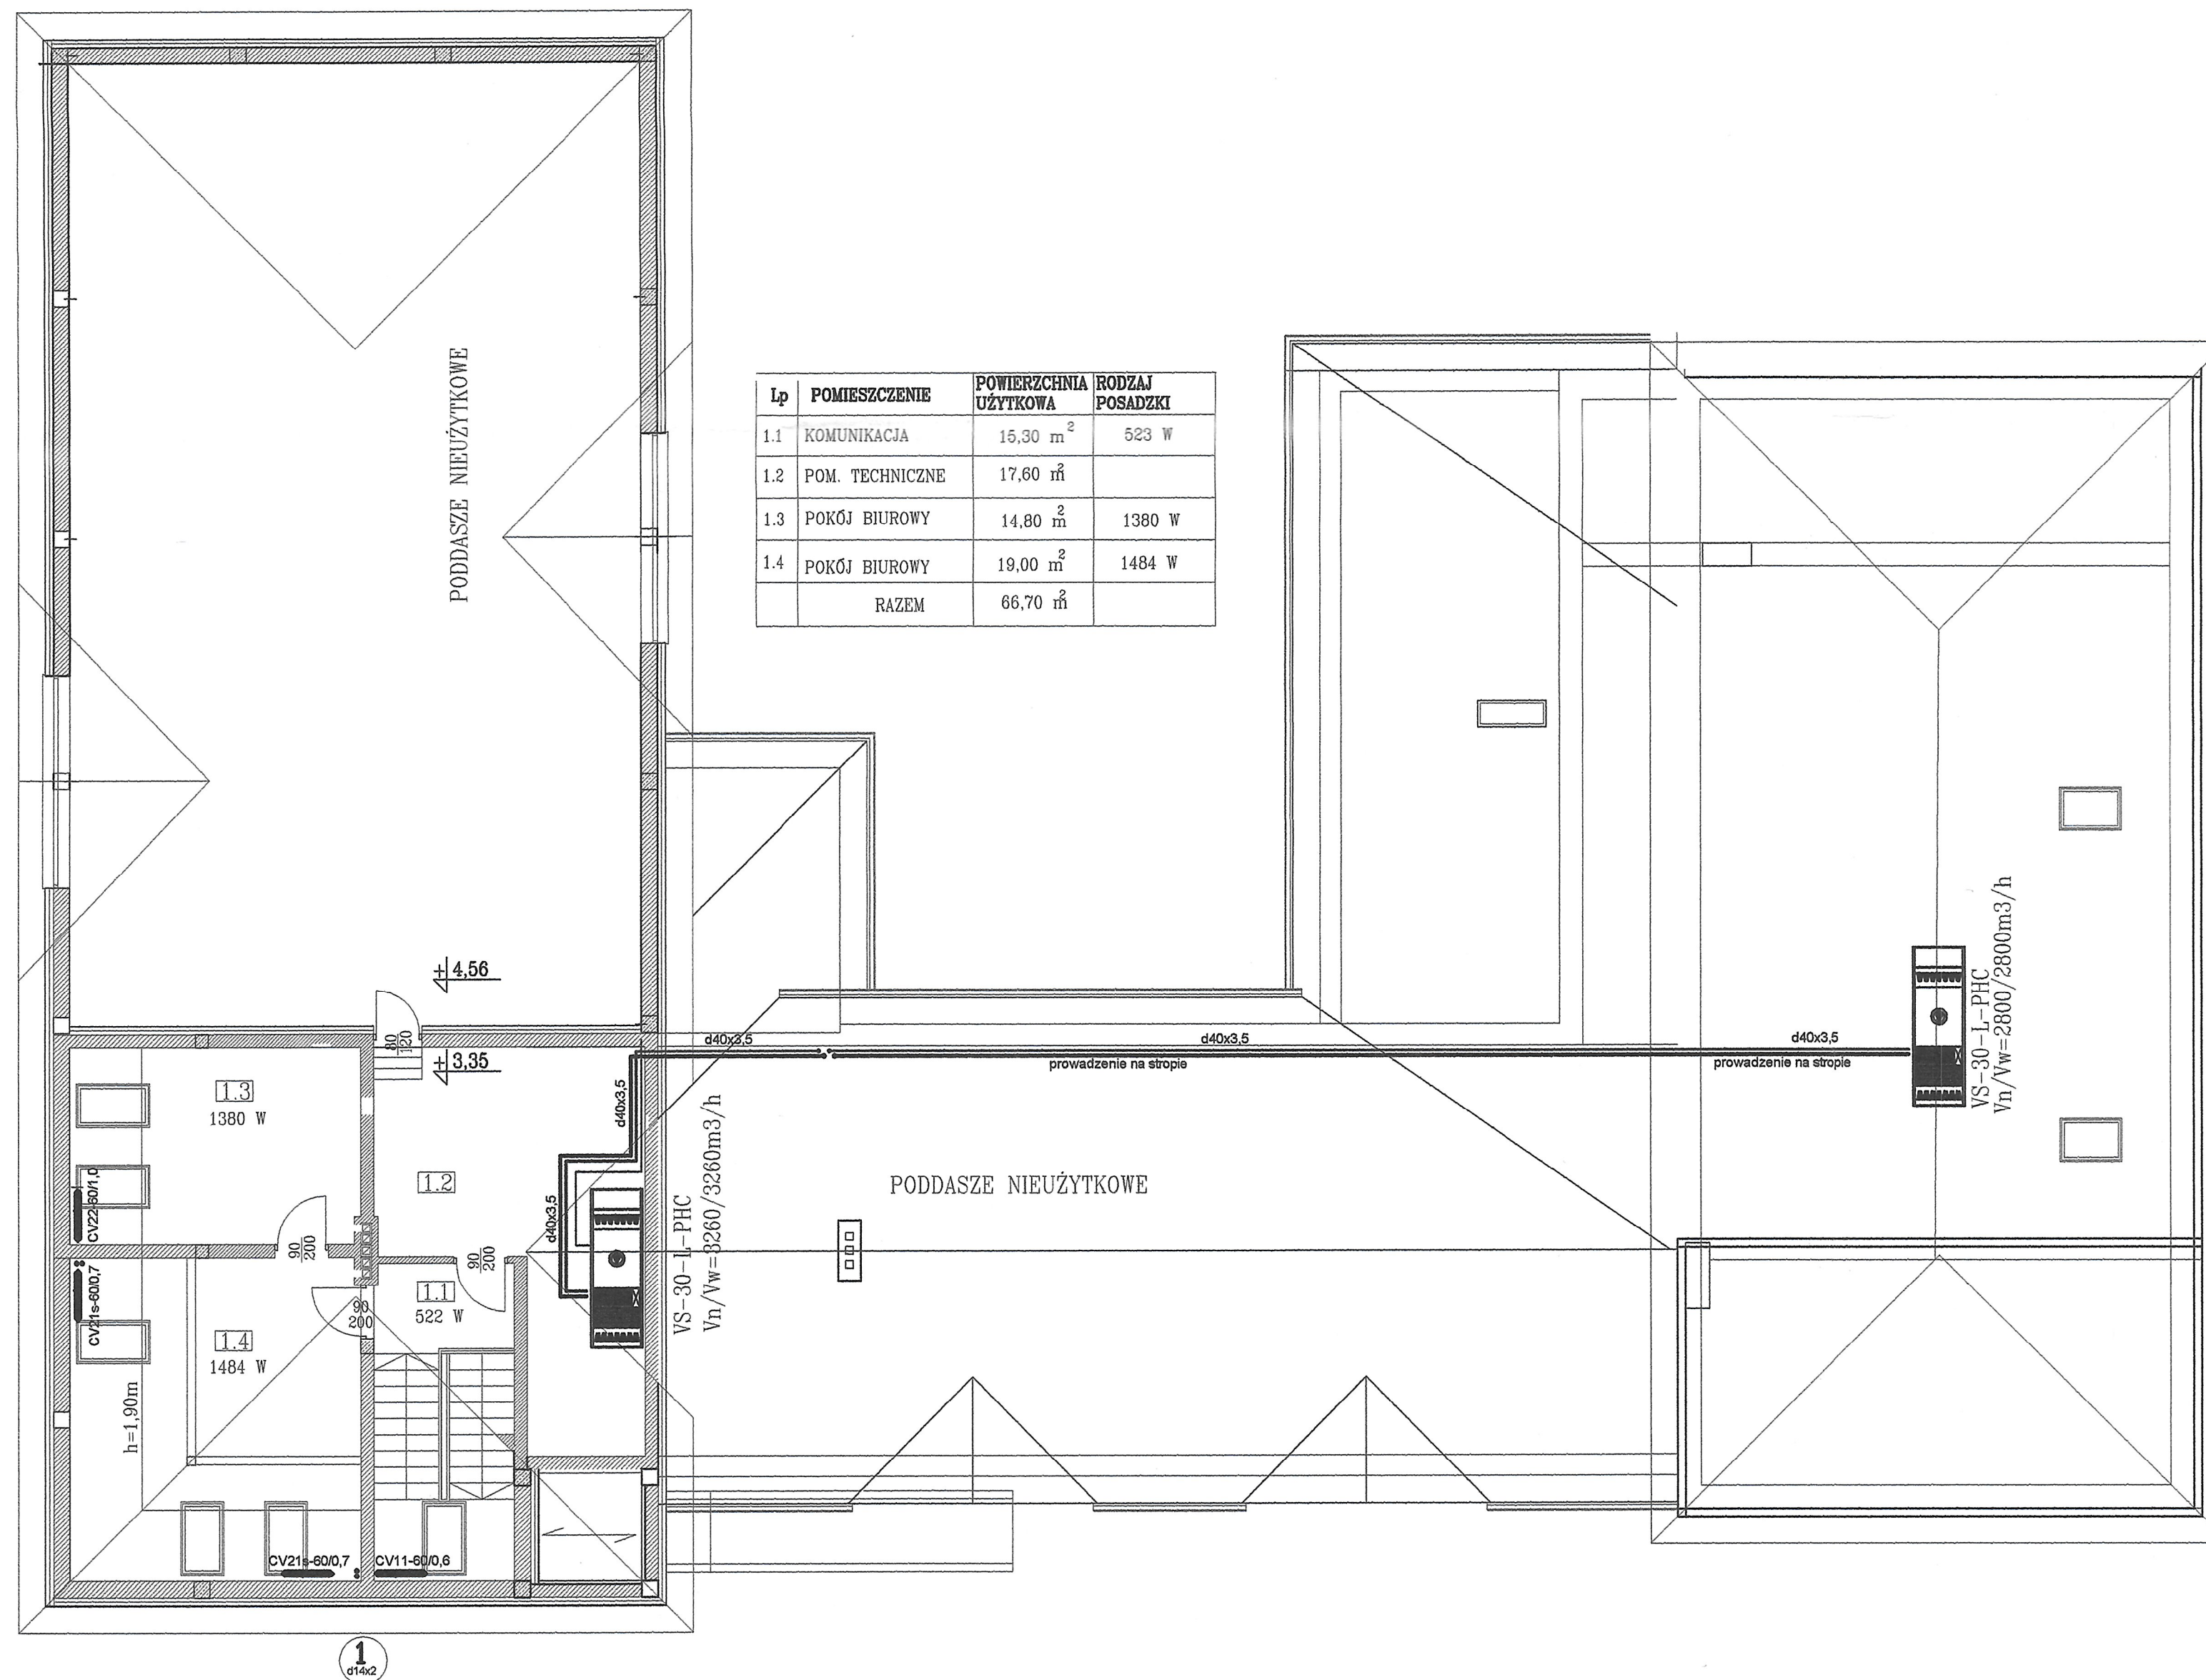 PODDASZE NIEUŻYTKOWE
Lp POMIESZCZENIE POWIERZCHNIA UŻYTKOWA RODZAJ POSADZKI
1.1 KOMUNIKACJA 15,30 m2 523 W
1.2 POM. TECHNICZNE 17,60 m2
1.3 POKÓJ BIUROWY 14,80 m2 1380 W
1.4 POKÓJ BIUROWY 19,00 m2 1484 W
RAZEM 66,70 m2
+ 4,56
80
120
+ 3,35
d40x3,5
d40x3,5
prowadzenie na stropie
d40x3,5
prowadzenie na stropie
VS-30-L-PHC
Vn/Vw=2800/2800m3/h
1.3
1380 W
d40x3,5
1.2
d40x3,5
VS-30-L-PHC
Vn/Vw=3260/3260m3/h
PODDASZE NIEUŻYTKOWE
CV22-60/1,0
90
200
90
200
CV21s-60/0,7
1.1
522 W
90
200
1.4
1484 W
h=1,90m
CV21s-60/0,7
CV11-60/0,6
1
d14x2